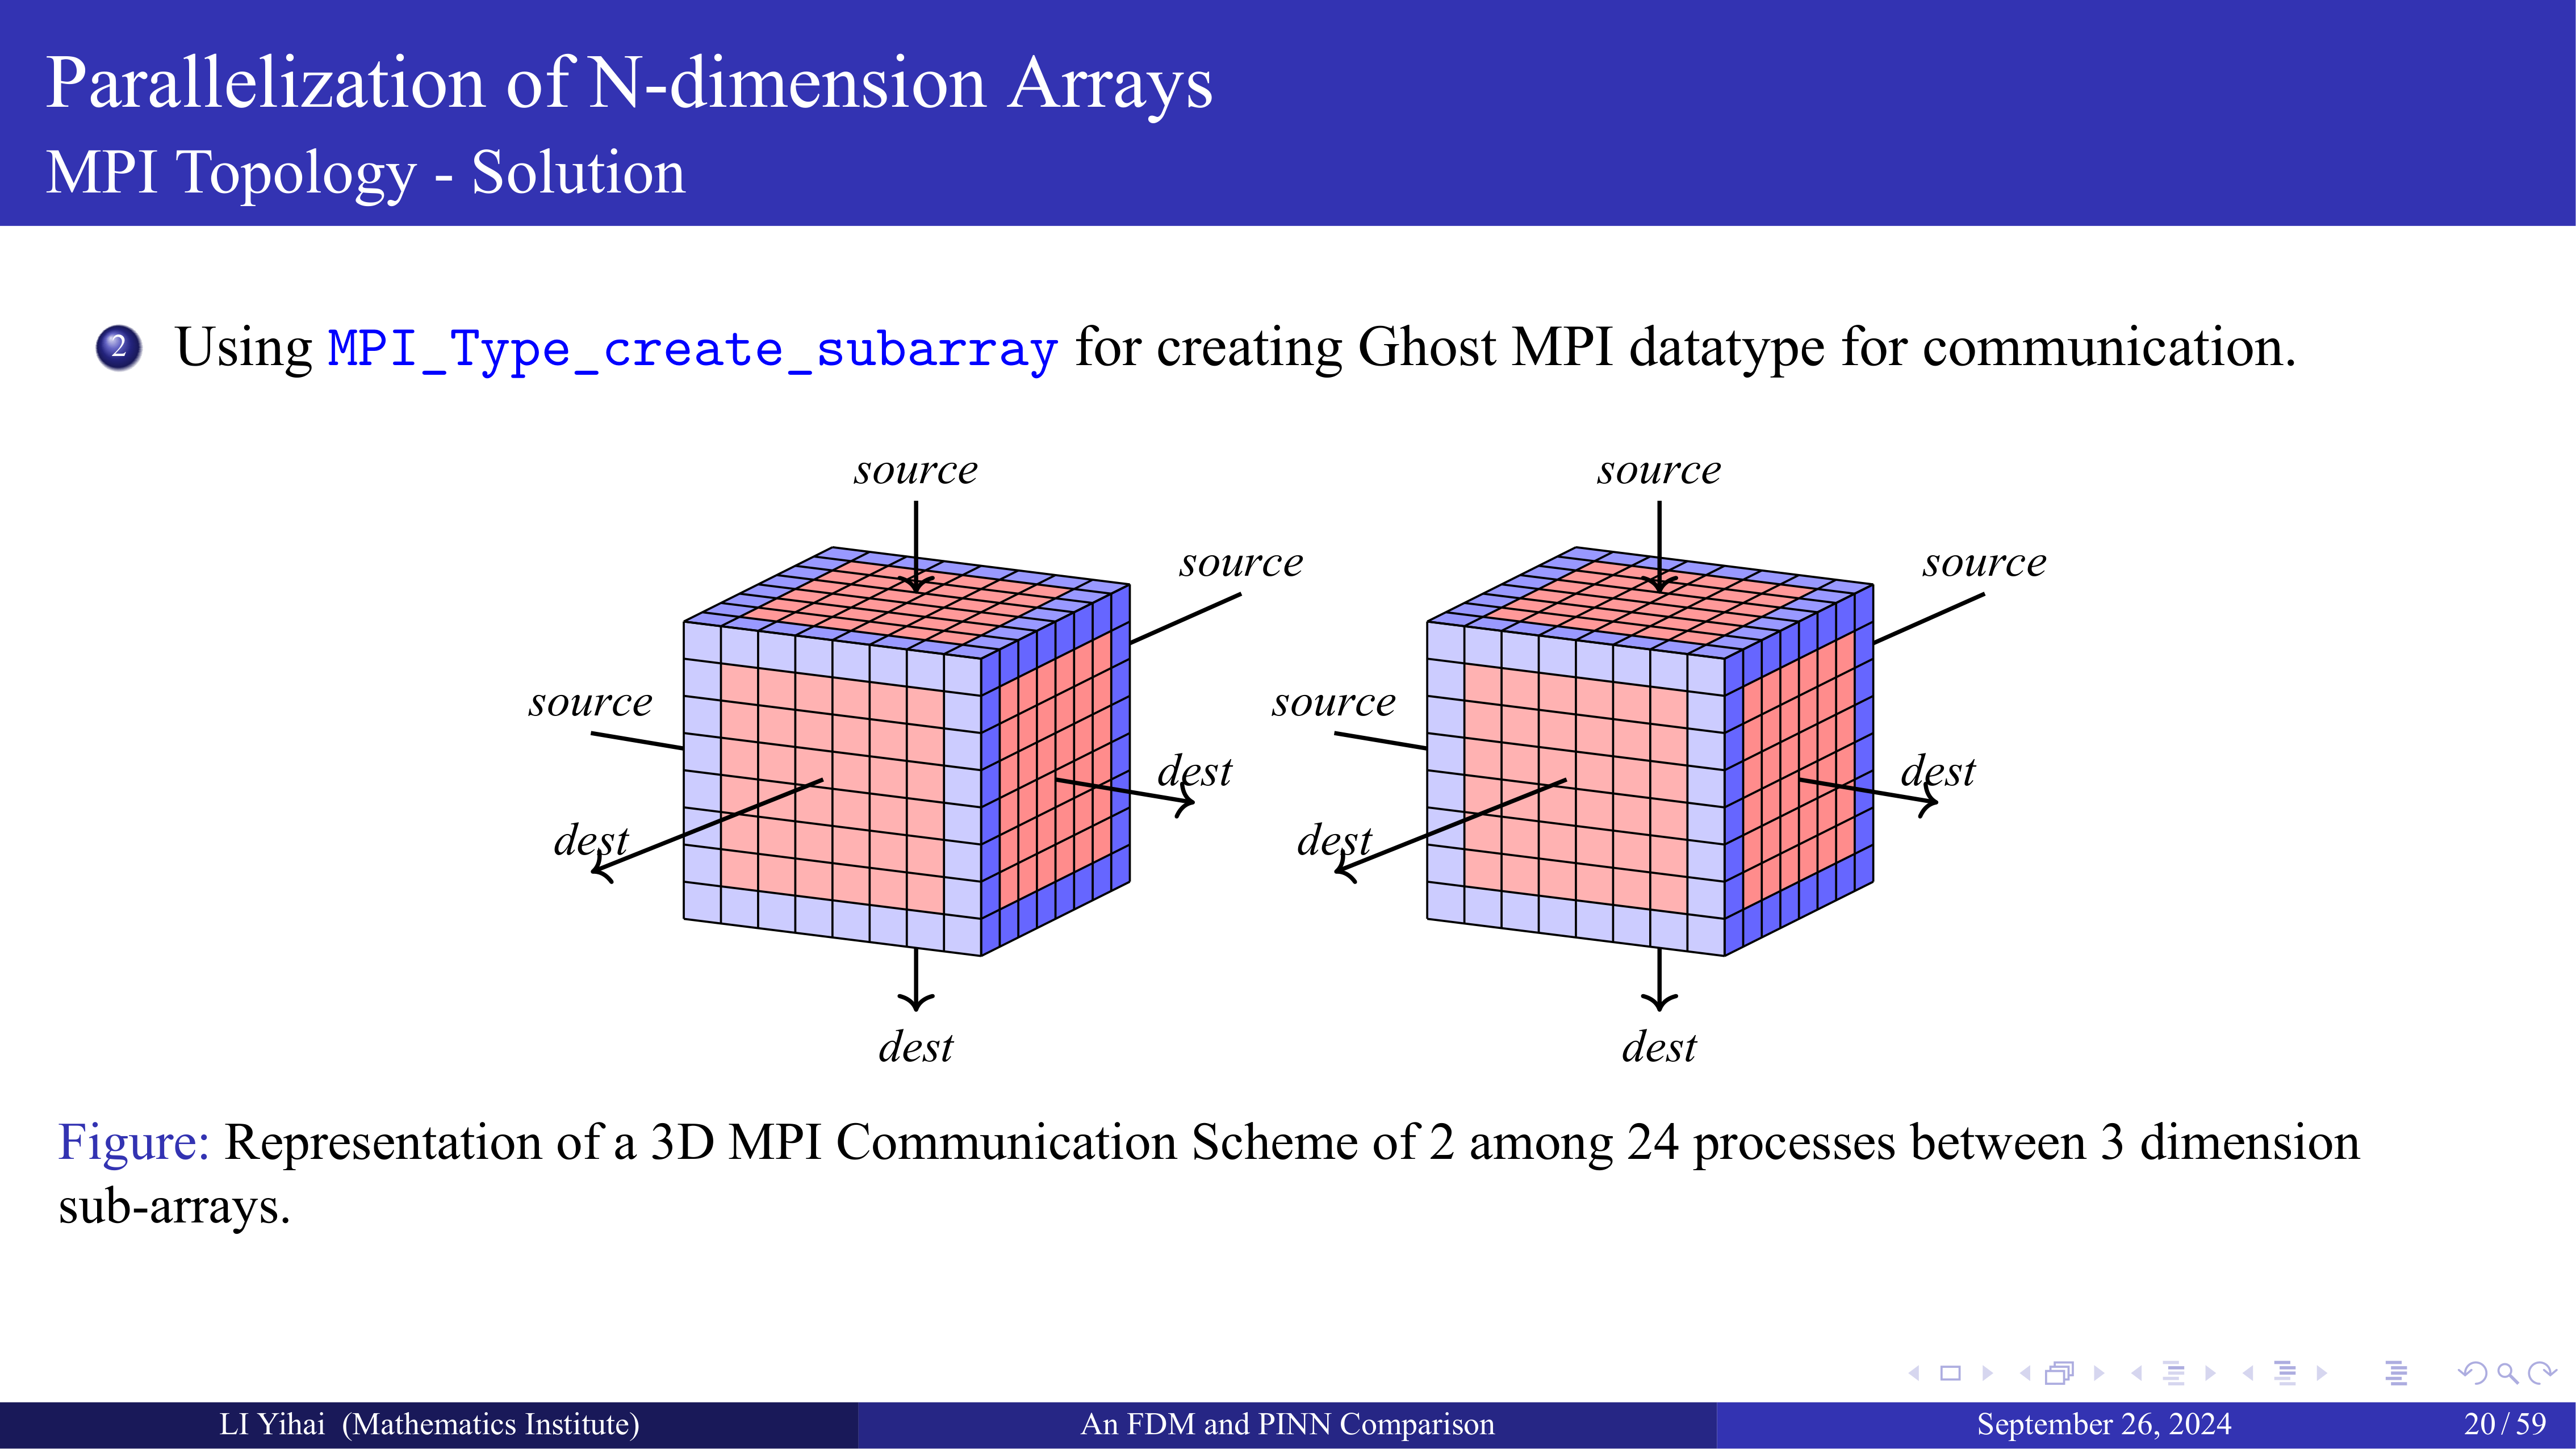 Parallelization of N-dimension Arrays
MPI Topology - Solution
2 Using MPI_Type_create_subarray for creating Ghost MPI datatype for communication.
source
source
source
dest
dest
dest
source
source
source
dest
dest
dest
Figure: Representation of a 3D MPI Communication Scheme of 2 among 24 processes between 3 dimension
sub-arrays.
LI Yihai (Mathematics Institute)
An FDM and PINN Comparison
September 26, 2024
20 / 59